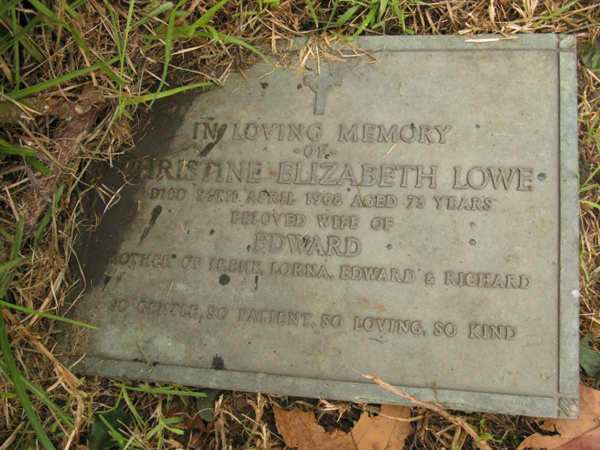 IN LOVING MEMORY
OF
CHRISTINE ELIZABETH LOWE
DIED 24TH APRIL 1968 AGED 73 YEARS
BELOVED WIFE OF
EDWARD
MOTHER OF IRENE, LORNA, EDWARD & RICHARD
SO GENTLE, SO PATIENT, SO LOVING, SO KIND